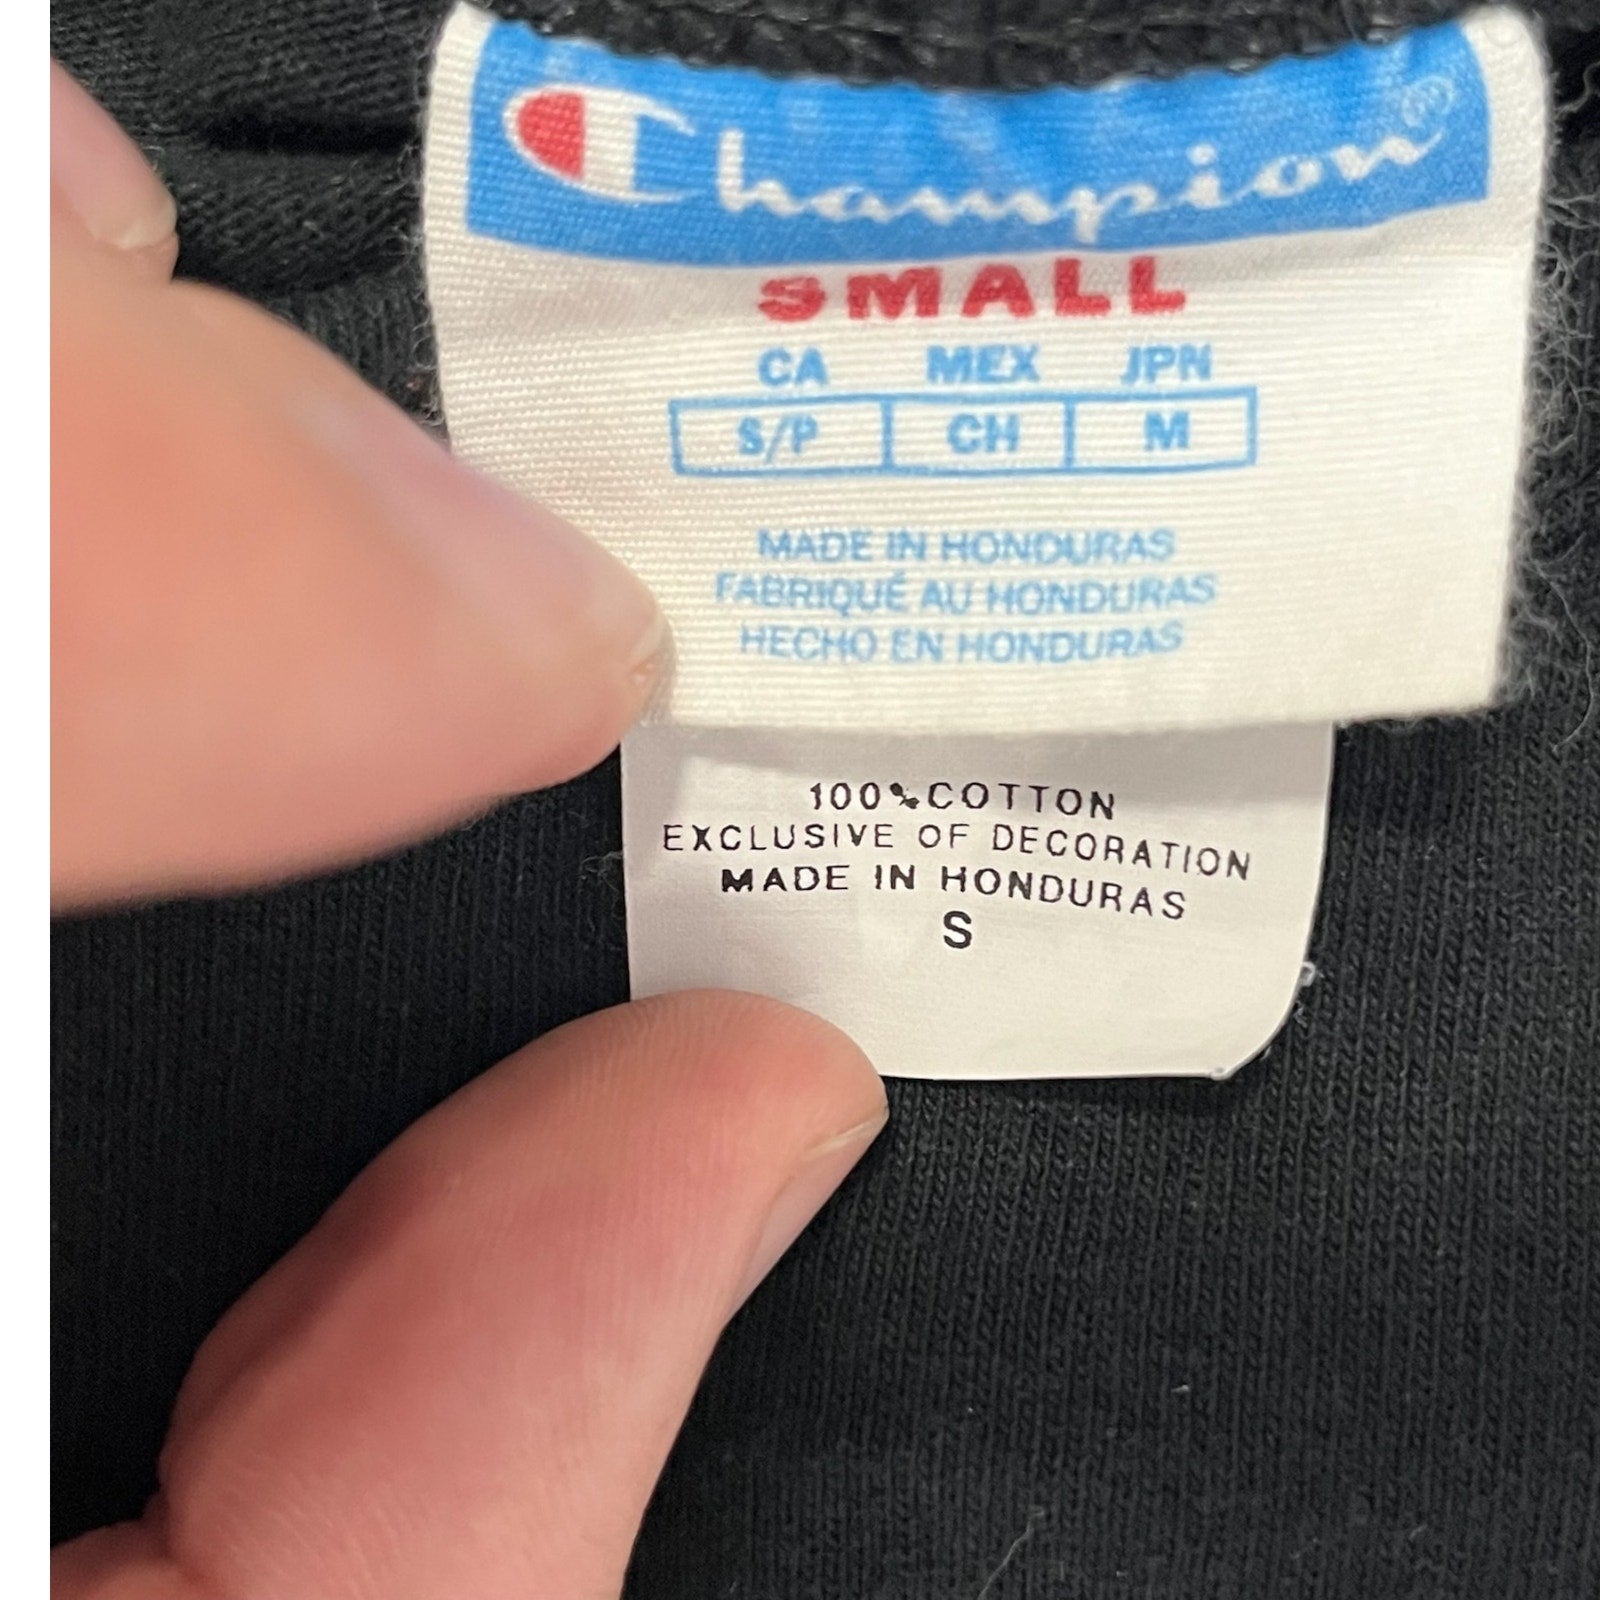 Champion®
SMALL
CA MEX JPN
S/P CH M
MADE IN HONDURAS
FABRIQUÉ AU HONDURAS
HECHO EN HONDURAS
100%COTTON
EXCLUSIVE OF DECORATION
MADE IN HONDURAS
S